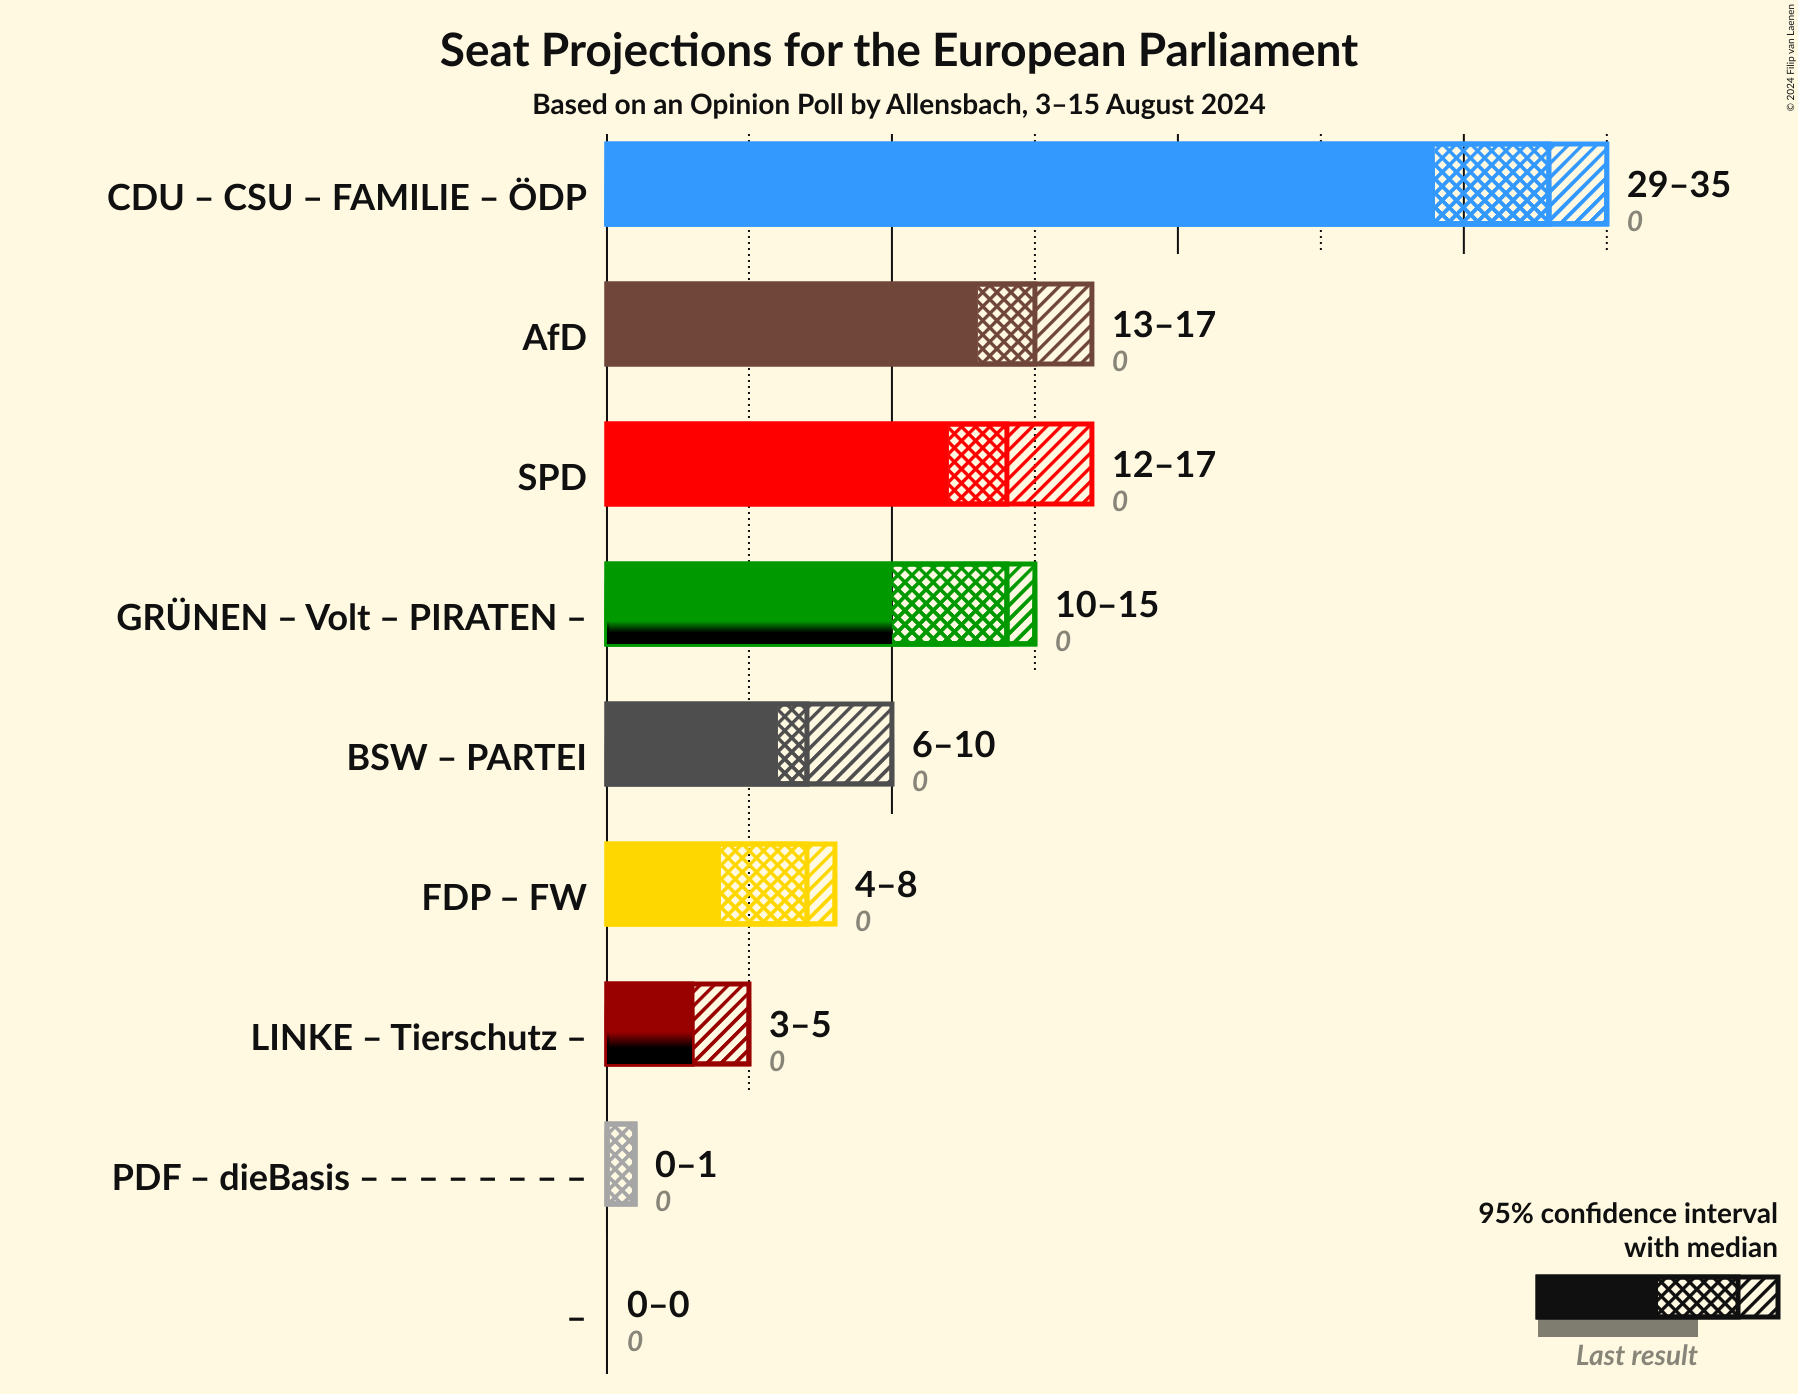 Seat Projections for the European Parliament
Based on an Opinion Poll by Allensbach, 3–15 August 2024
© 2024 Filip van Laenen
CDU – CSU – FAMILIE – ÖDP
29–35
0
AfD
13–17
0
SPD
12–17
0
GRÜNEN – Volt – PIRATEN –
10–15
0
BSW – PARTEI
6–10
0
FDP – FW
4–8
0
LINKE – Tierschutz –
3–5
0
PDF – dieBasis – – – – – – – –
0–1
0
–
0–0
0
95% confidence interval
with median
Last result